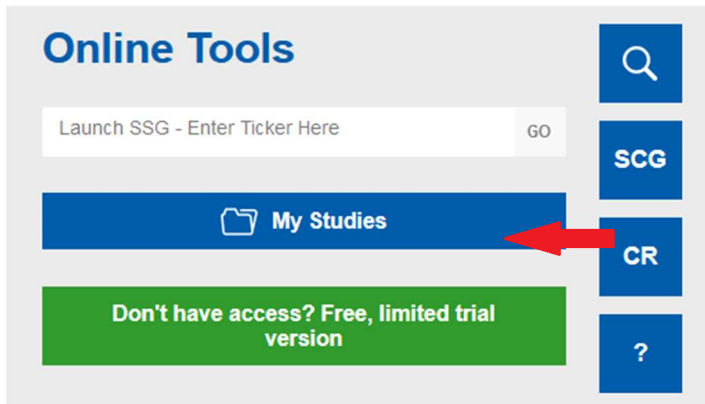 Online Tools
Launch SSG - Enter Ticker Here
GO
SCG
My Studies
CR
Don't have access? Free, limited trial
version
?